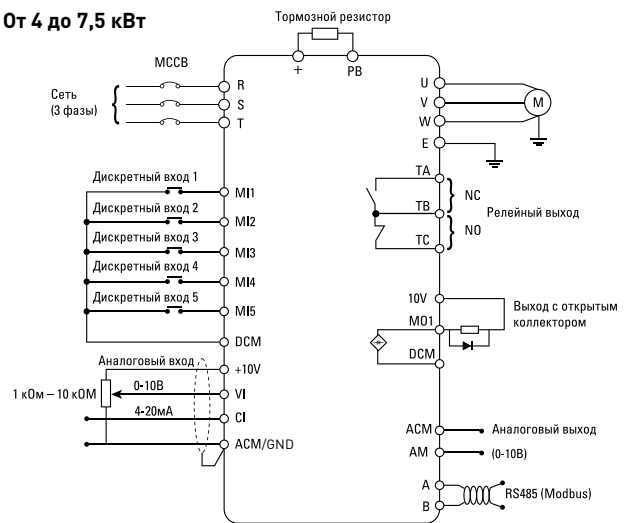 От 4 до 7,5 кВт
Тормозной резистор
+
PB
MCCB
Сеть
(3 фазы)
R
S
T
U
V
W
E
M
Дискретный вход 1
MI1
Дискретный вход 2
MI2
Дискретный вход 3
MI3
Дискретный вход 4
MI4
Дискретный вход 5
MI5
DCM
TA
TB
TC
NC
NO
Релейный выход
10V
MO1
DCM
Выход с открытым
коллектором
Аналоговый вход
+10V
1 кОм – 10 кОМ
0-10В
VI
4-20мА
CI
ACM/GND
ACM
Аналоговый выход
AM
(0-10В)
A
B
RS485 (Modbus)